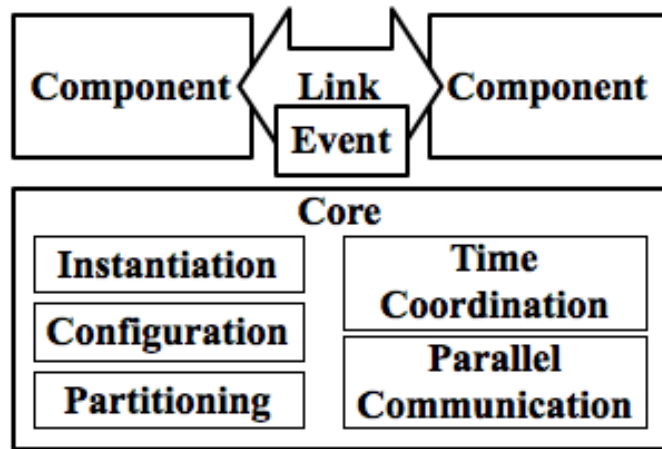 Component
Link
Component
Event
Core
Instantiation
Configuration
Partitioning
Time
Coordination
Parallel
Communication